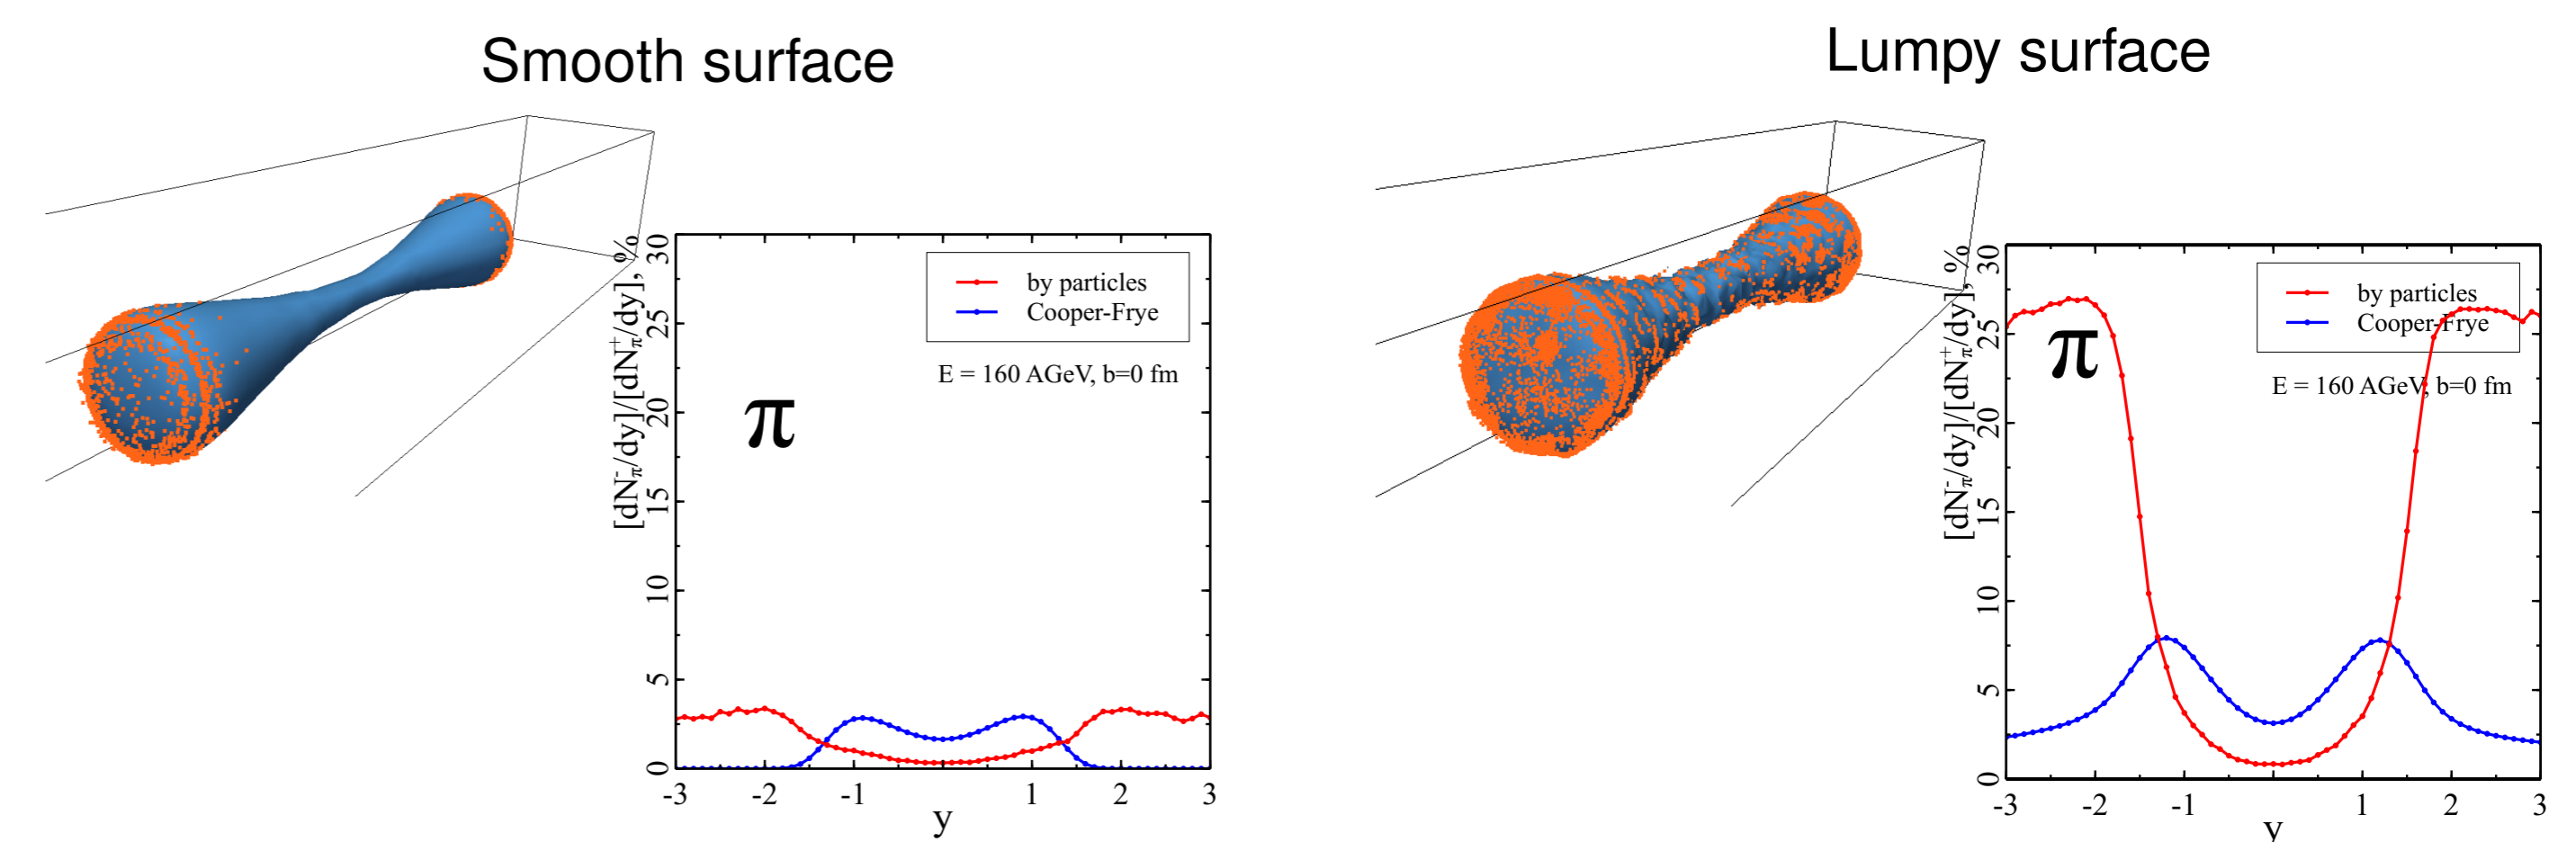 Smooth surface
[dN⁻π/dy]/[dN⁺π/dy], %
30
25
20
15
10
5
0
by particles
Cooper-Frye
E = 160 AGeV, b=0 fm
π
-3 -2 -1 1 2 3
y
Lumpy surface
[dN⁻π/dy]/[dN⁺π/dy], %
30
25
20
15
10
5
0
by particles
Cooper-Frye
E = 160 AGeV, b=0 fm
π
-3 -2 -1 1 2 3
y